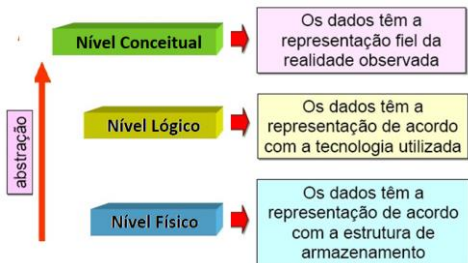 Nível Conceitual
Os dados têm a
representação fiel da
realidade observada
abstração
Nível Lógico
Os dados têm a
representação de acordo
com a tecnologia utilizada
Nível Físico
Os dados têm a
representação de acordo
com a estrutura de
armazenamento